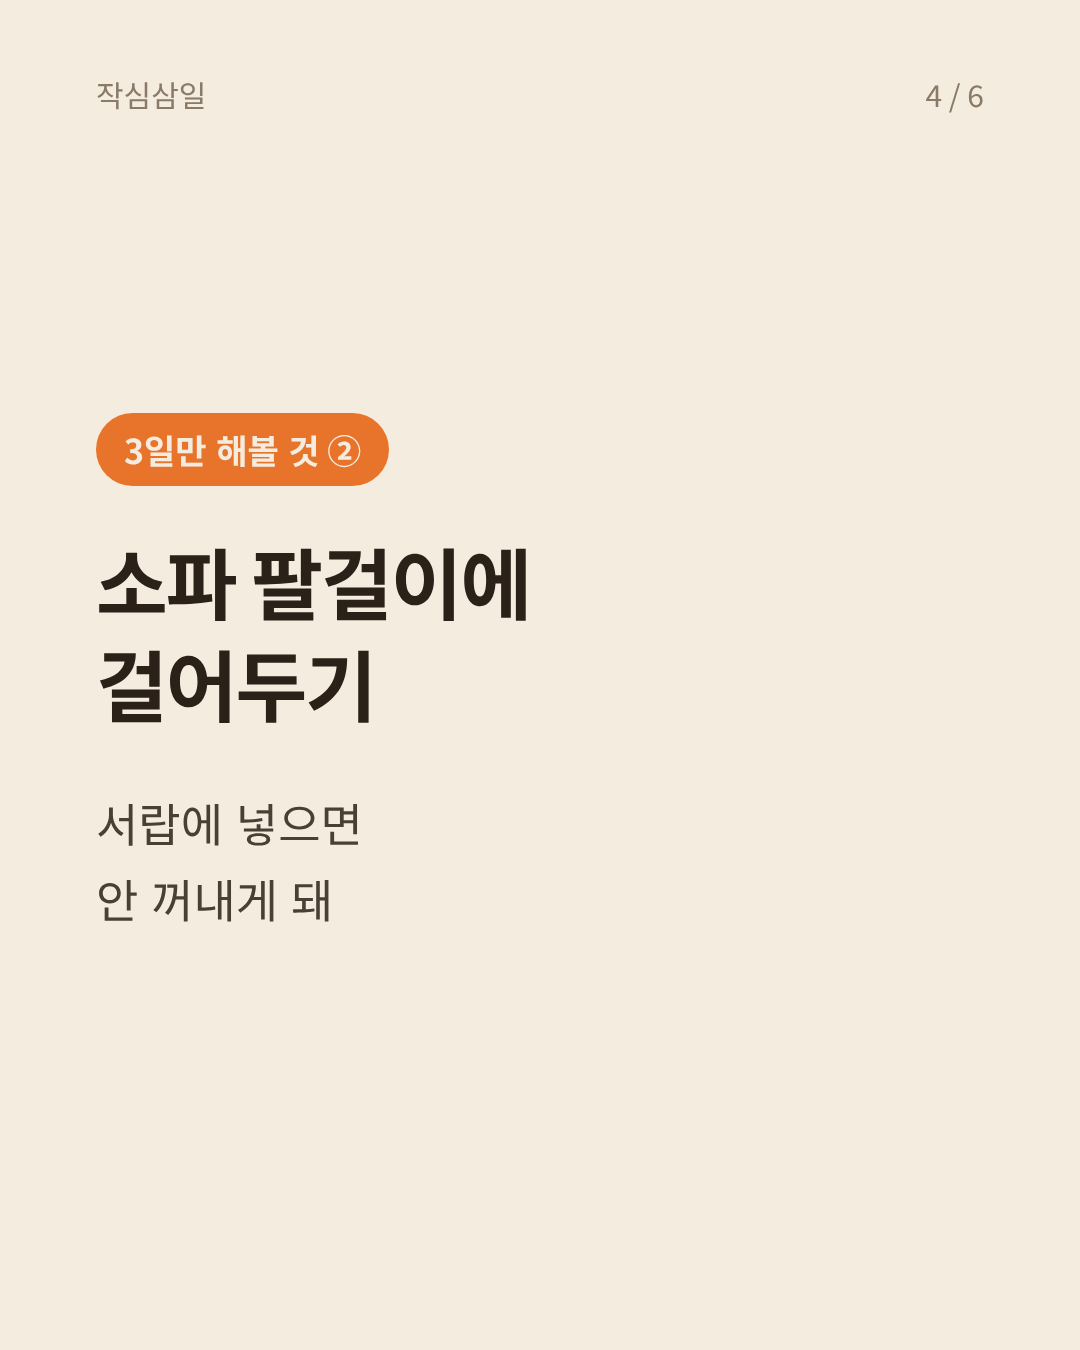 작심삼일
4 / 6
3일만 해볼 것 ②
소파 팔걸이에
걸어두기
서랍에 넣으면
안 꺼내게 돼